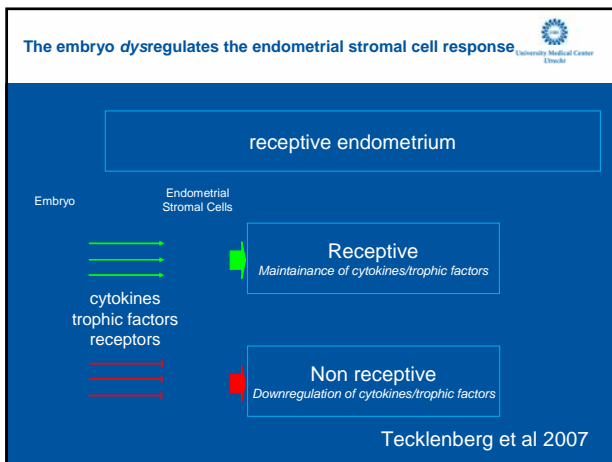 The embryo dysregulates the endometrial stromal cell response
University Medical Center
Utrecht
receptive endometrium
Embryo
Endometrial
Stromal Cells
Receptive
Maintainance of cytokines/trophic factors
cytokines
trophic factors
receptors
Non receptive
Downregulation of cytokines/trophic factors
Tecklenberg et al 2007